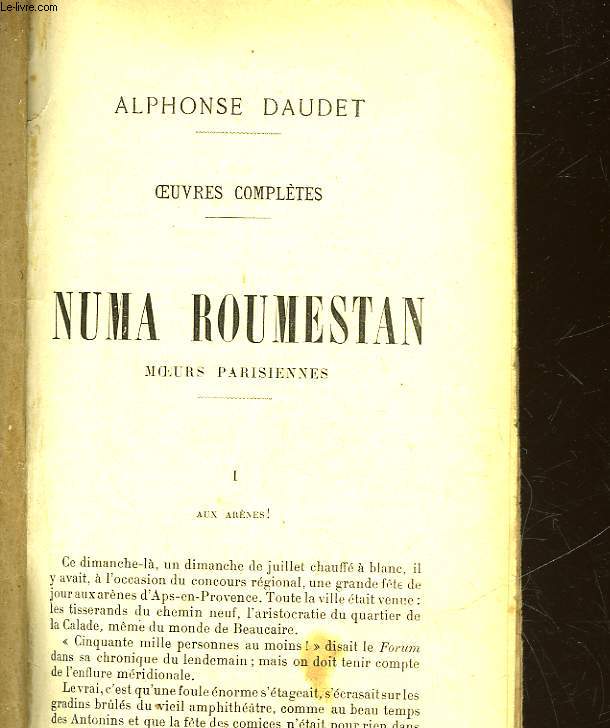 Le-livre.com
ALPHONSE DAUDET
ŒUVRES COMPLÈTES
NUMA ROUMESTAN
MŒURS PARISIENNES
I
AUX ARÈNES!
Ce dimanche-là, un dimanche de juillet chauffé à blanc, il
y avait, à l'occasion du concours régional, une grande fête de
jour aux arènes d'Aps-en-Provence. Toute la ville était venue :
les tisserands du chemin neuf, l'aristocratie du quartier de
la Calade, même du monde de Beaucaire.
« Cinquante mille personnes au moins ! » disait le Forum
dans sa chronique du lendemain ; mais on doit tenir compte
de l'enflure méridionale.
Le vrai, c'est qu'une foule énorme s'étageait, s'écrasait sur les
gradins brûlés du vieil amphithéâtre, comme au beau temps
des Antonins et que la fête des comices n'était pour rien dans